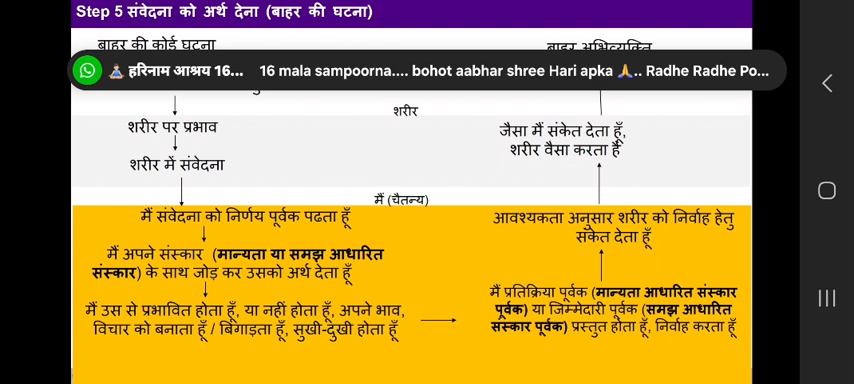 Step 5 संवेदना को अर्थ देना (बाहर की घटना)
बाहर की कोई घटना
बाहर अभिव्यक्ति
हरिनाम आश्रय 16... 16 mala sampoorna.... bohot aabhar shree Hari apka 🙏.. Radhe Radhe Po...
शरीर
शरीर पर प्रभाव
शरीर में संवेदना
जैसा मैं संकेत देता हूँ,
शरीर वैसा करता है
मैं (चैतन्य)
मैं संवेदना को निर्णय पूर्वक पढता हूँ
मैं अपने संस्कार (मान्यता या समझ आधारित
संस्कार) के साथ जोड़ कर उसको अर्थ देता हूँ
मैं उस से प्रभावित होता हूँ, या नहीं होता हूँ, अपने भाव,
विचार को बनाता हूँ / बिगाड़ता हूँ, सुखी-दुखी होता हूँ
आवश्यकता अनुसार शरीर को निर्वाह हेतु
संकेत देता हूँ
मैं प्रतिक्रिया पूर्वक (मान्यता आधारित संस्कार
पूर्वक) या जिम्मेदारी पूर्वक (समझ आधारित
संस्कार पूर्वक) प्रस्तुत होता हूँ, निर्वाह करता हूँ